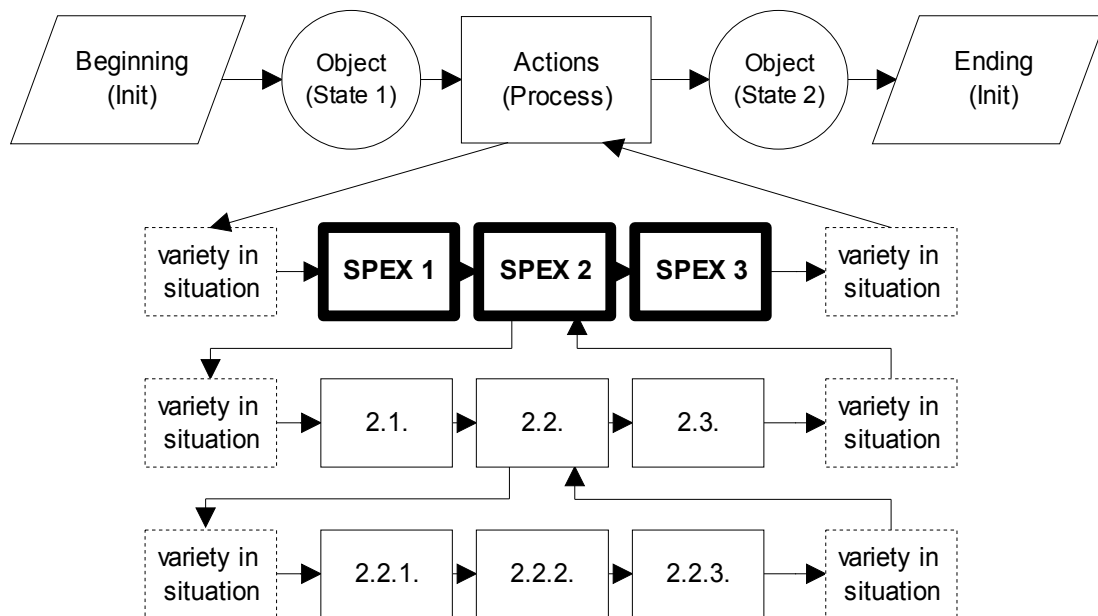 Beginning
(Init)
Object
(State 1)
Actions
(Process)
Object
(State 2)
Ending
(Init)
variety in
situation
SPEX 1
SPEX 2
SPEX 3
variety in
situation
variety in
situation
2.1.
2.2.
2.3.
variety in
situation
variety in
situation
2.2.1.
2.2.2.
2.2.3.
variety in
situation